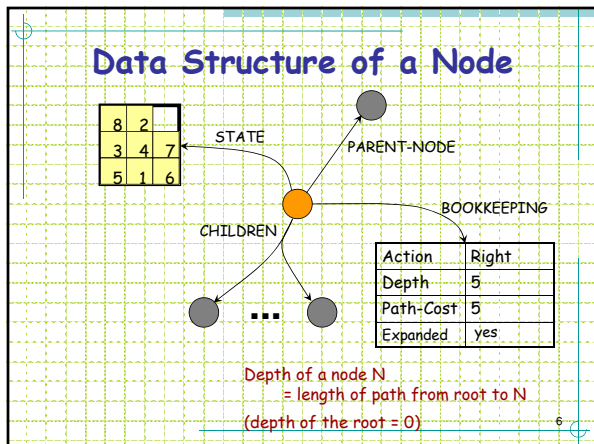 Data Structure of a Node
8 2
3 4 7
5 1 6
STATE
PARENT-NODE
BOOKKEEPING
CHILDREN
Action Right
Depth 5
Path-Cost 5
Expanded yes
...
Depth of a node N
= length of path from root to N
(depth of the root = 0)
6